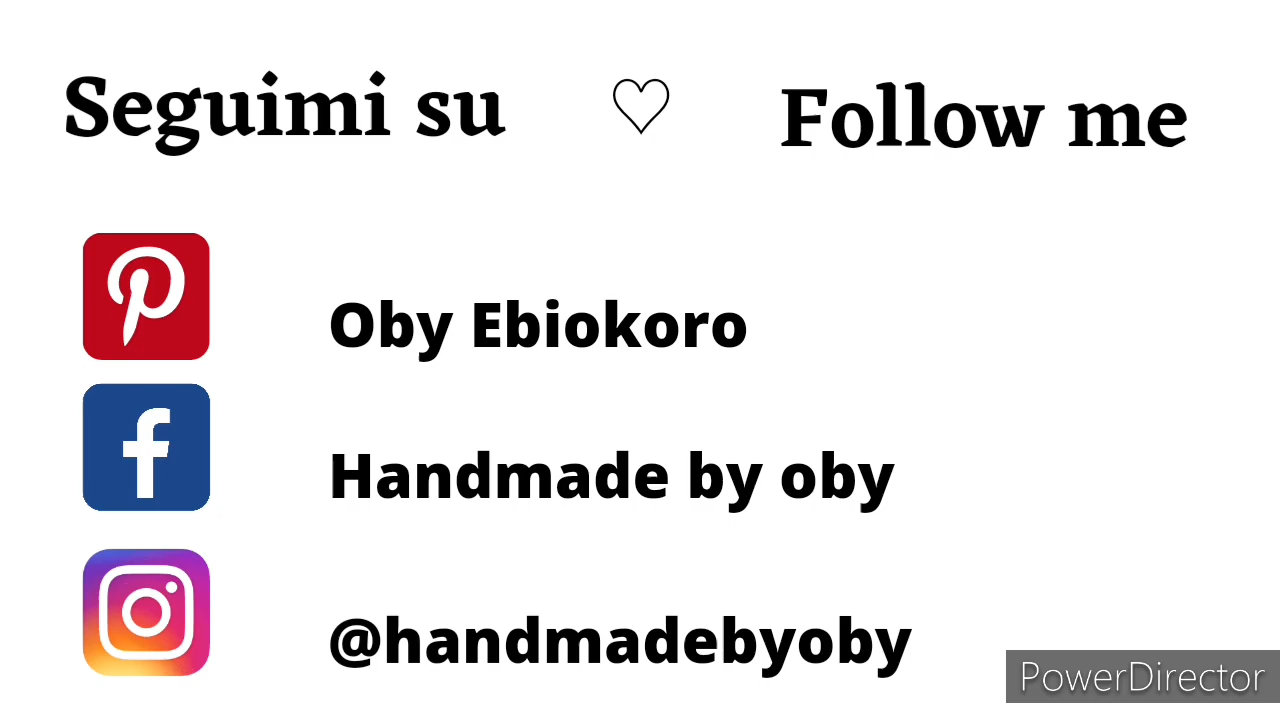 Seguimi su ♡ Follow me
Oby Ebiokoro
Handmade by oby
@handmadebyoby
PowerDirector